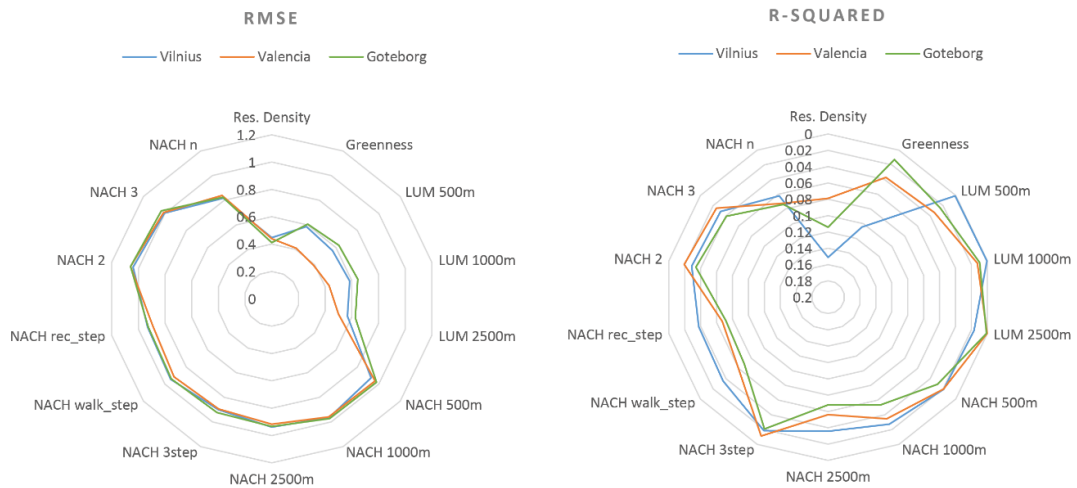 RMSE
Vilnius Valencia Goteborg
Res. Density
Greenness
LUM 500m
LUM 1000m
LUM 2500m
NACH 500m
NACH 1000m
NACH 2500m
NACH 3step
NACH walk_step
NACH rec_step
NACH 2
NACH 3
NACH n
1.2
1
0.8
0.6
0.4
0.2
0
R-SQUARED
Vilnius Valencia Goteborg
Res. Density
Greenness
LUM 500m
LUM 1000m
LUM 2500m
NACH 500m
NACH 1000m
NACH 2500m
NACH 3step
NACH walk_step
NACH rec_step
NACH 2
NACH 3
NACH n
0
0.02
0.04
0.06
0.08
0.1
0.12
0.14
0.16
0.18
0.2